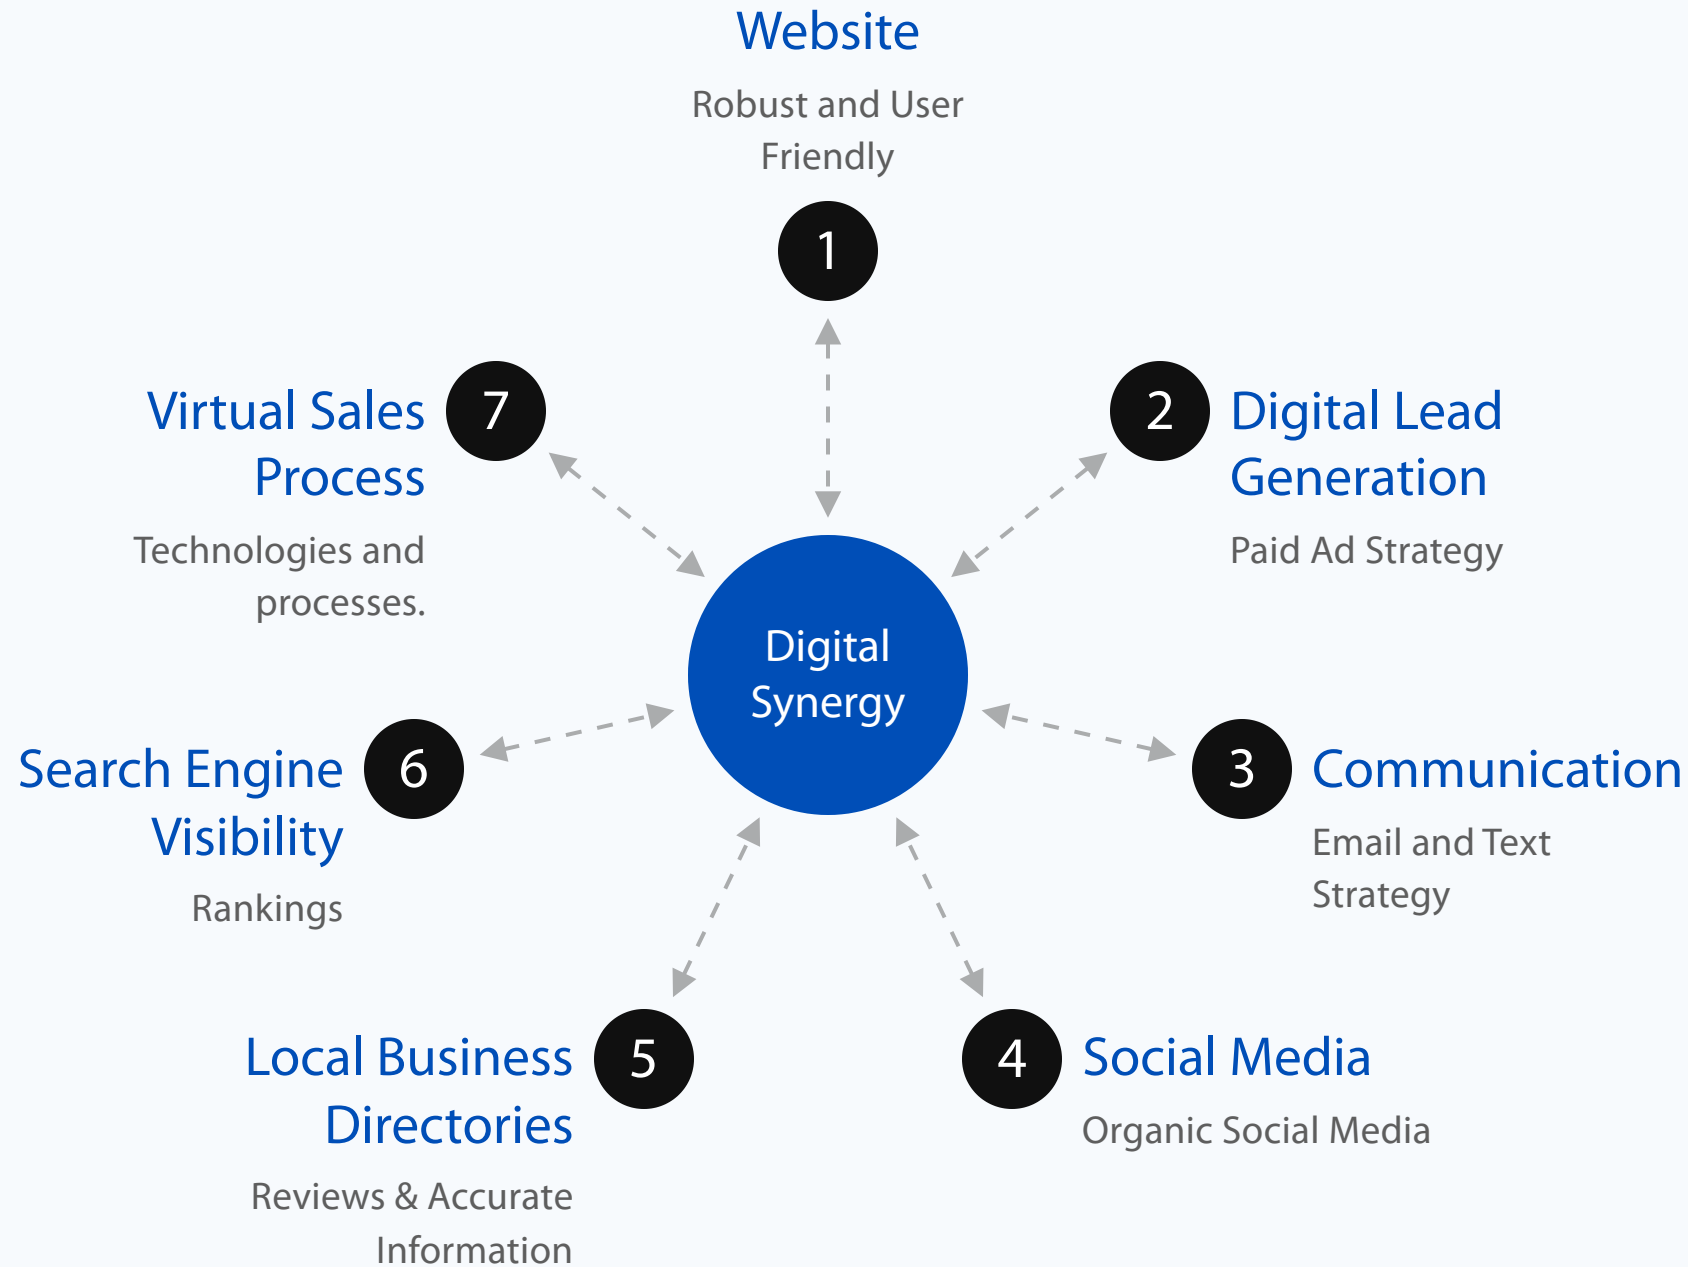 Website
Robust and User
Friendly
1
2
Digital Lead
Generation
Paid Ad Strategy
3
Communication
Email and Text
Strategy
4
Social Media
Organic Social Media
5
Local Business
Directories
Reviews & Accurate
Information
6
Search Engine
Visibility
Rankings
7
Virtual Sales
Process
Technologies and
processes.
Digital
Synergy